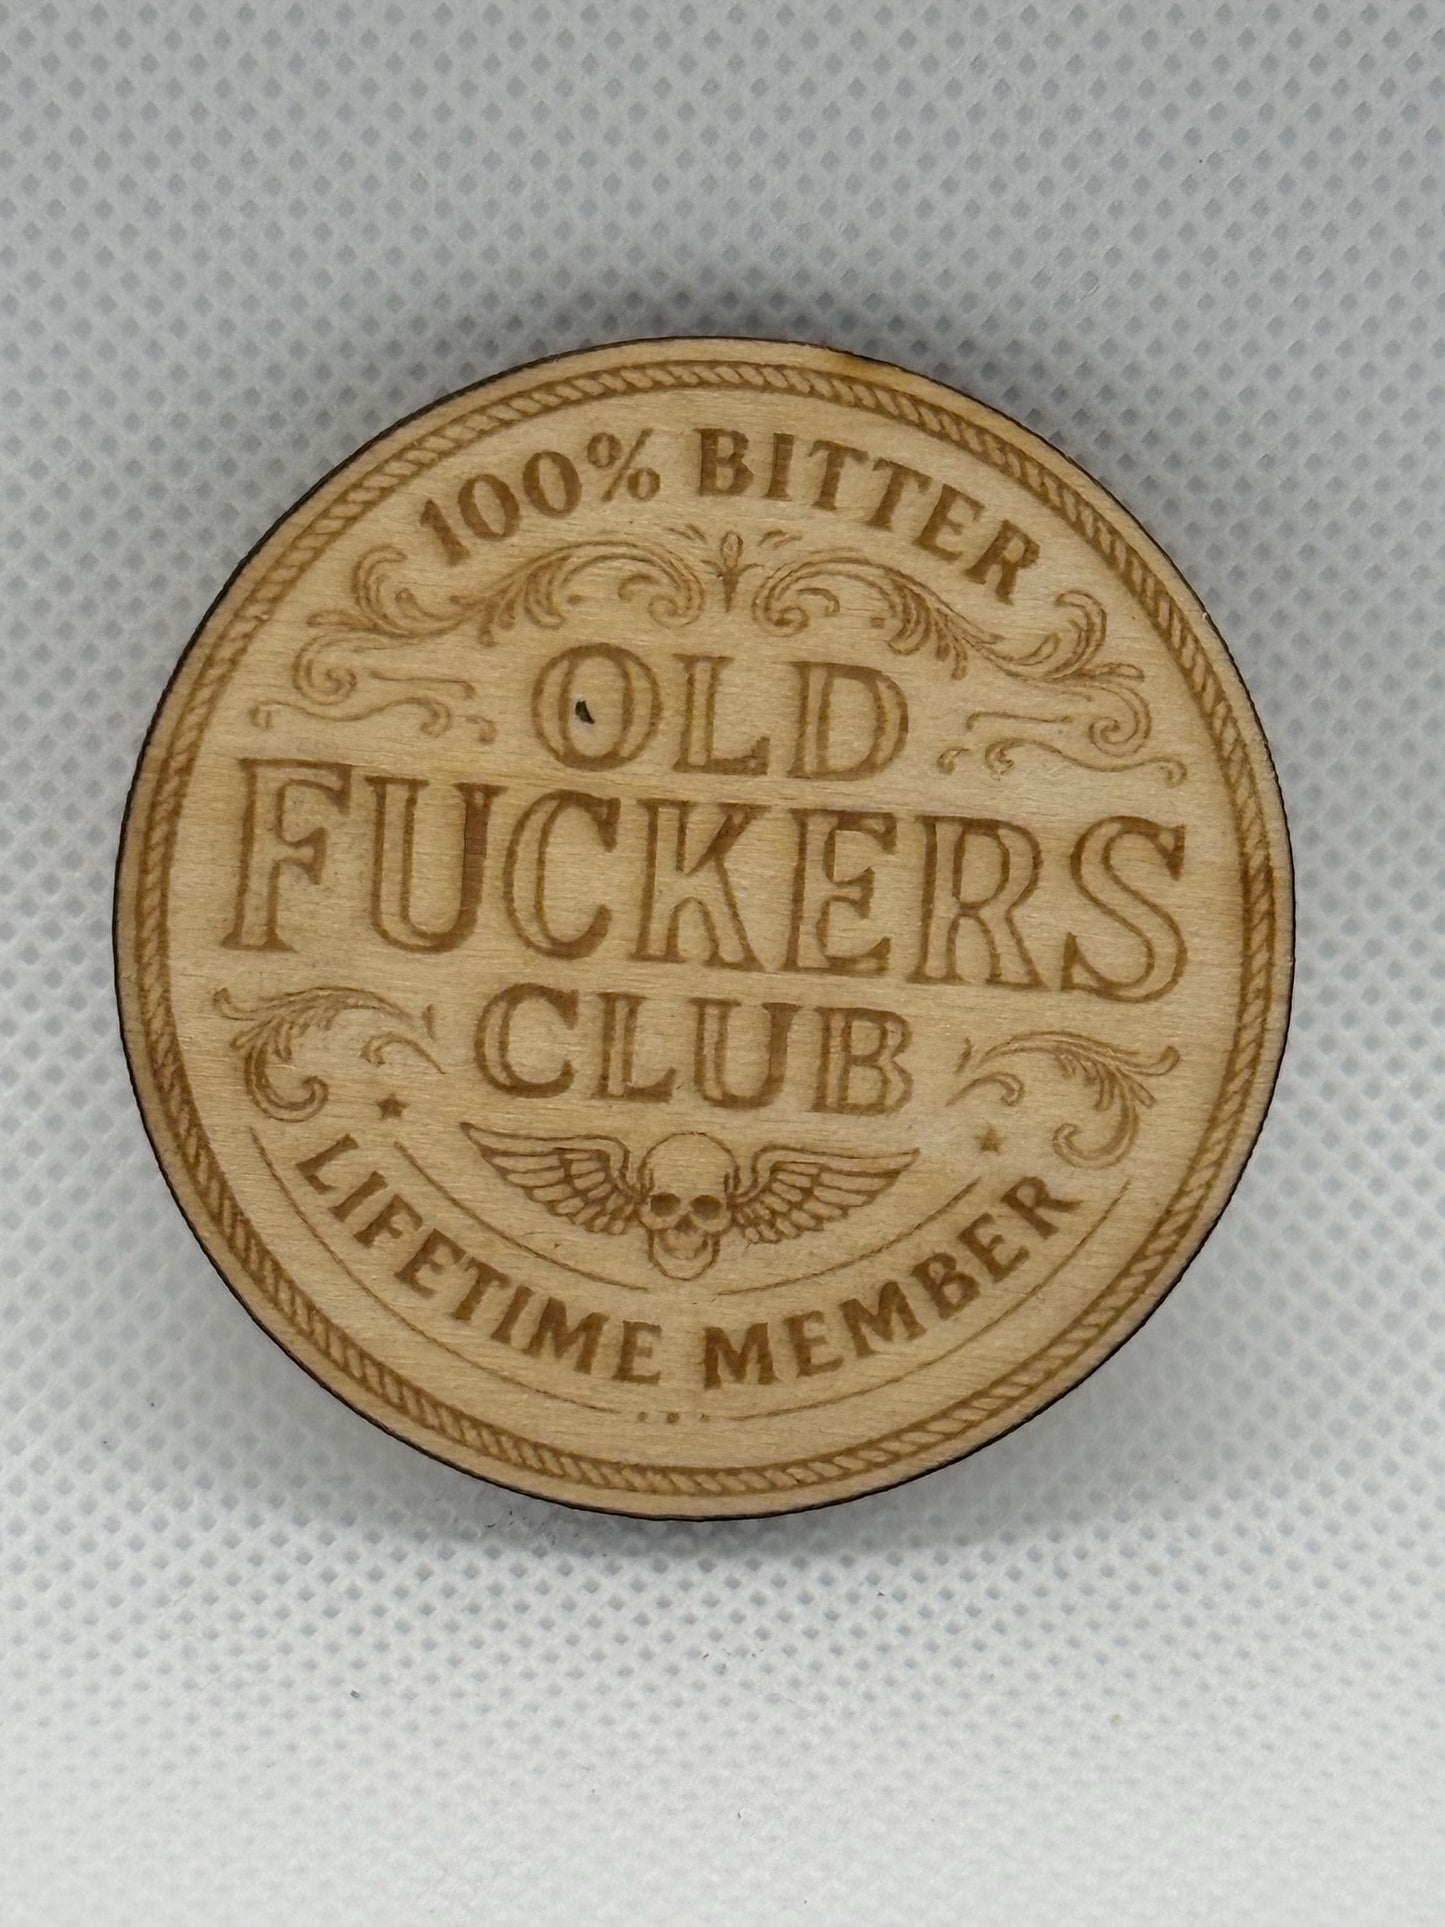 100% BITTER
OLD
FUCKERS
CLUB
LIFETIME MEMBER